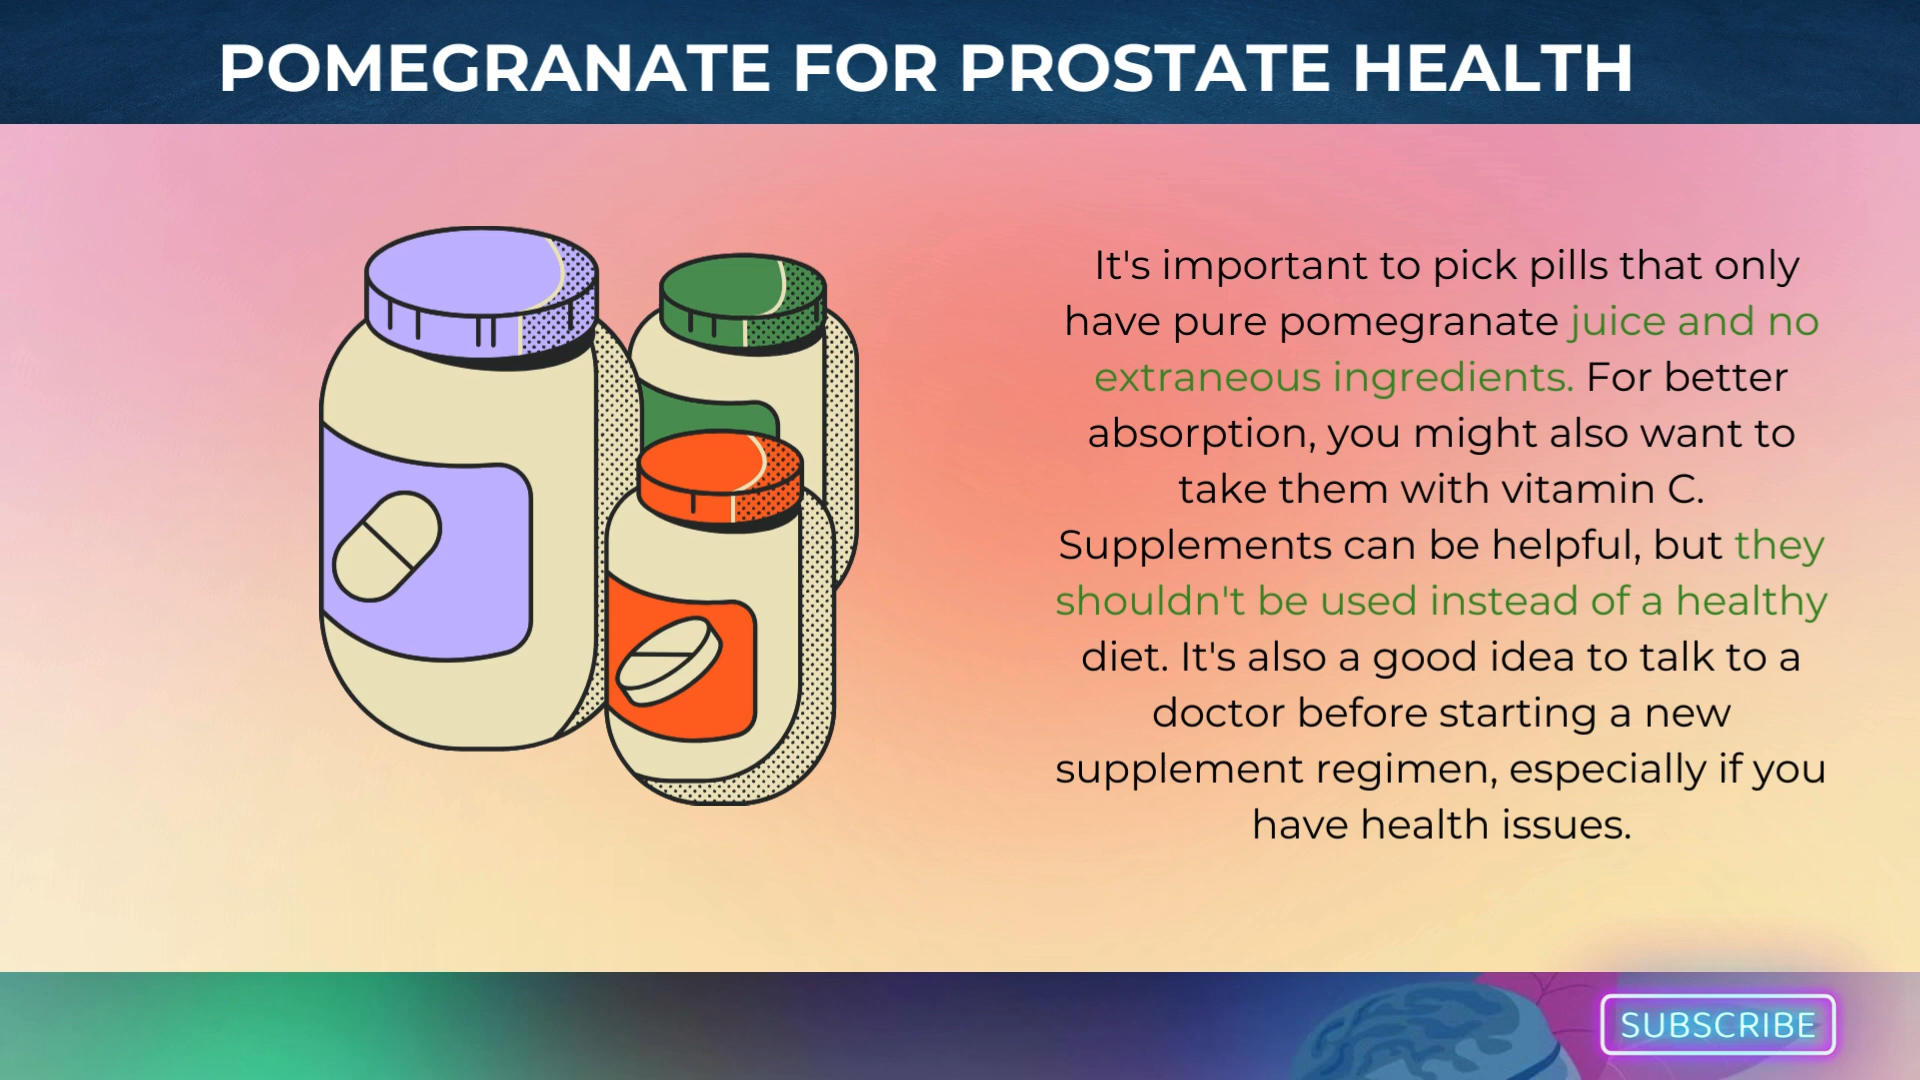 POMEGRANATE FOR PROSTATE HEALTH
It's important to pick pills that only
have pure pomegranate juice and no
extraneous ingredients. For better
absorption, you might also want to
take them with vitamin C.
Supplements can be helpful, but they
shouldn't be used instead of a healthy
diet. It's also a good idea to talk to a
doctor before starting a new
supplement regimen, especially if you
have health issues.
SUBSCRIBE